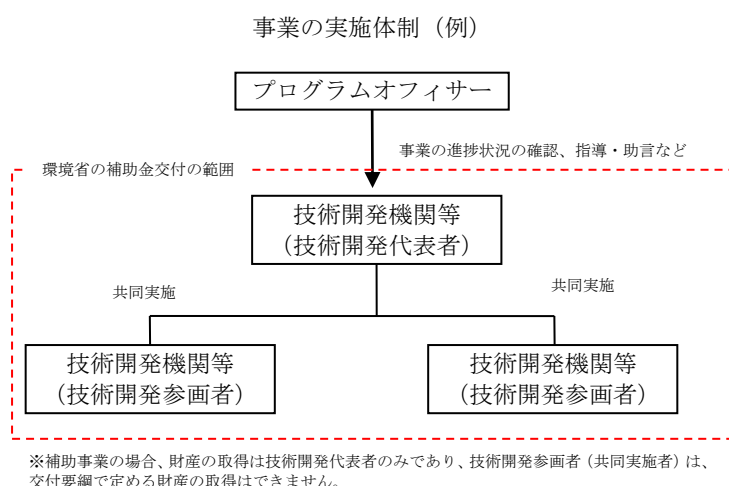 事業の実施体制（例）
プログラムオフィサー
事業の進捗状況の確認、指導・助言など
環境省の補助金交付の範囲
技術開発機関等
（技術開発代表者）
共同実施
共同実施
技術開発機関等
（技術開発参画者）
技術開発機関等
（技術開発参画者）
※補助事業の場合、財産の取得は技術開発代表者のみであり、技術開発参画者（共同実施者）は、
交付要綱で定める財産の取得はできません。